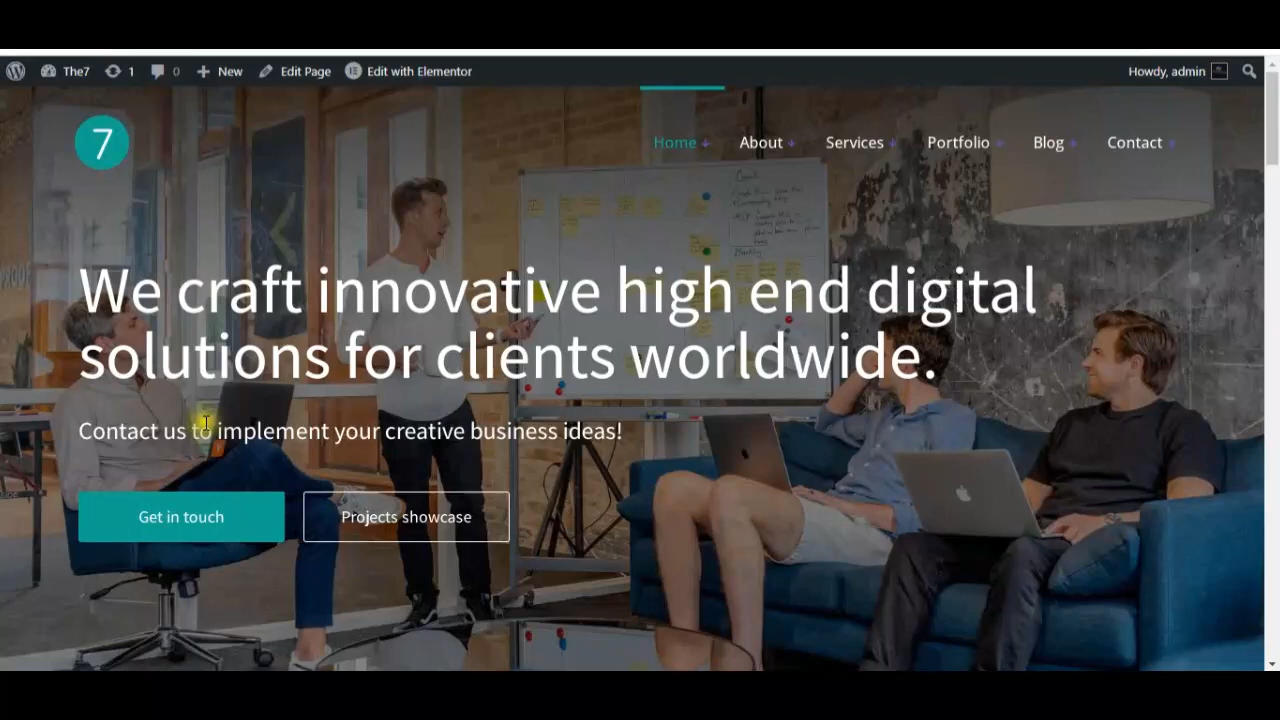 The7 1 0 New Edit Page Edit with Elementor Howdy, admin
7 Home About Services Portfolio Blog Contact
We craft innovative high end digital
solutions for clients worldwide.
Contact us to implement your creative business ideas!
Get in touch Projects showcase